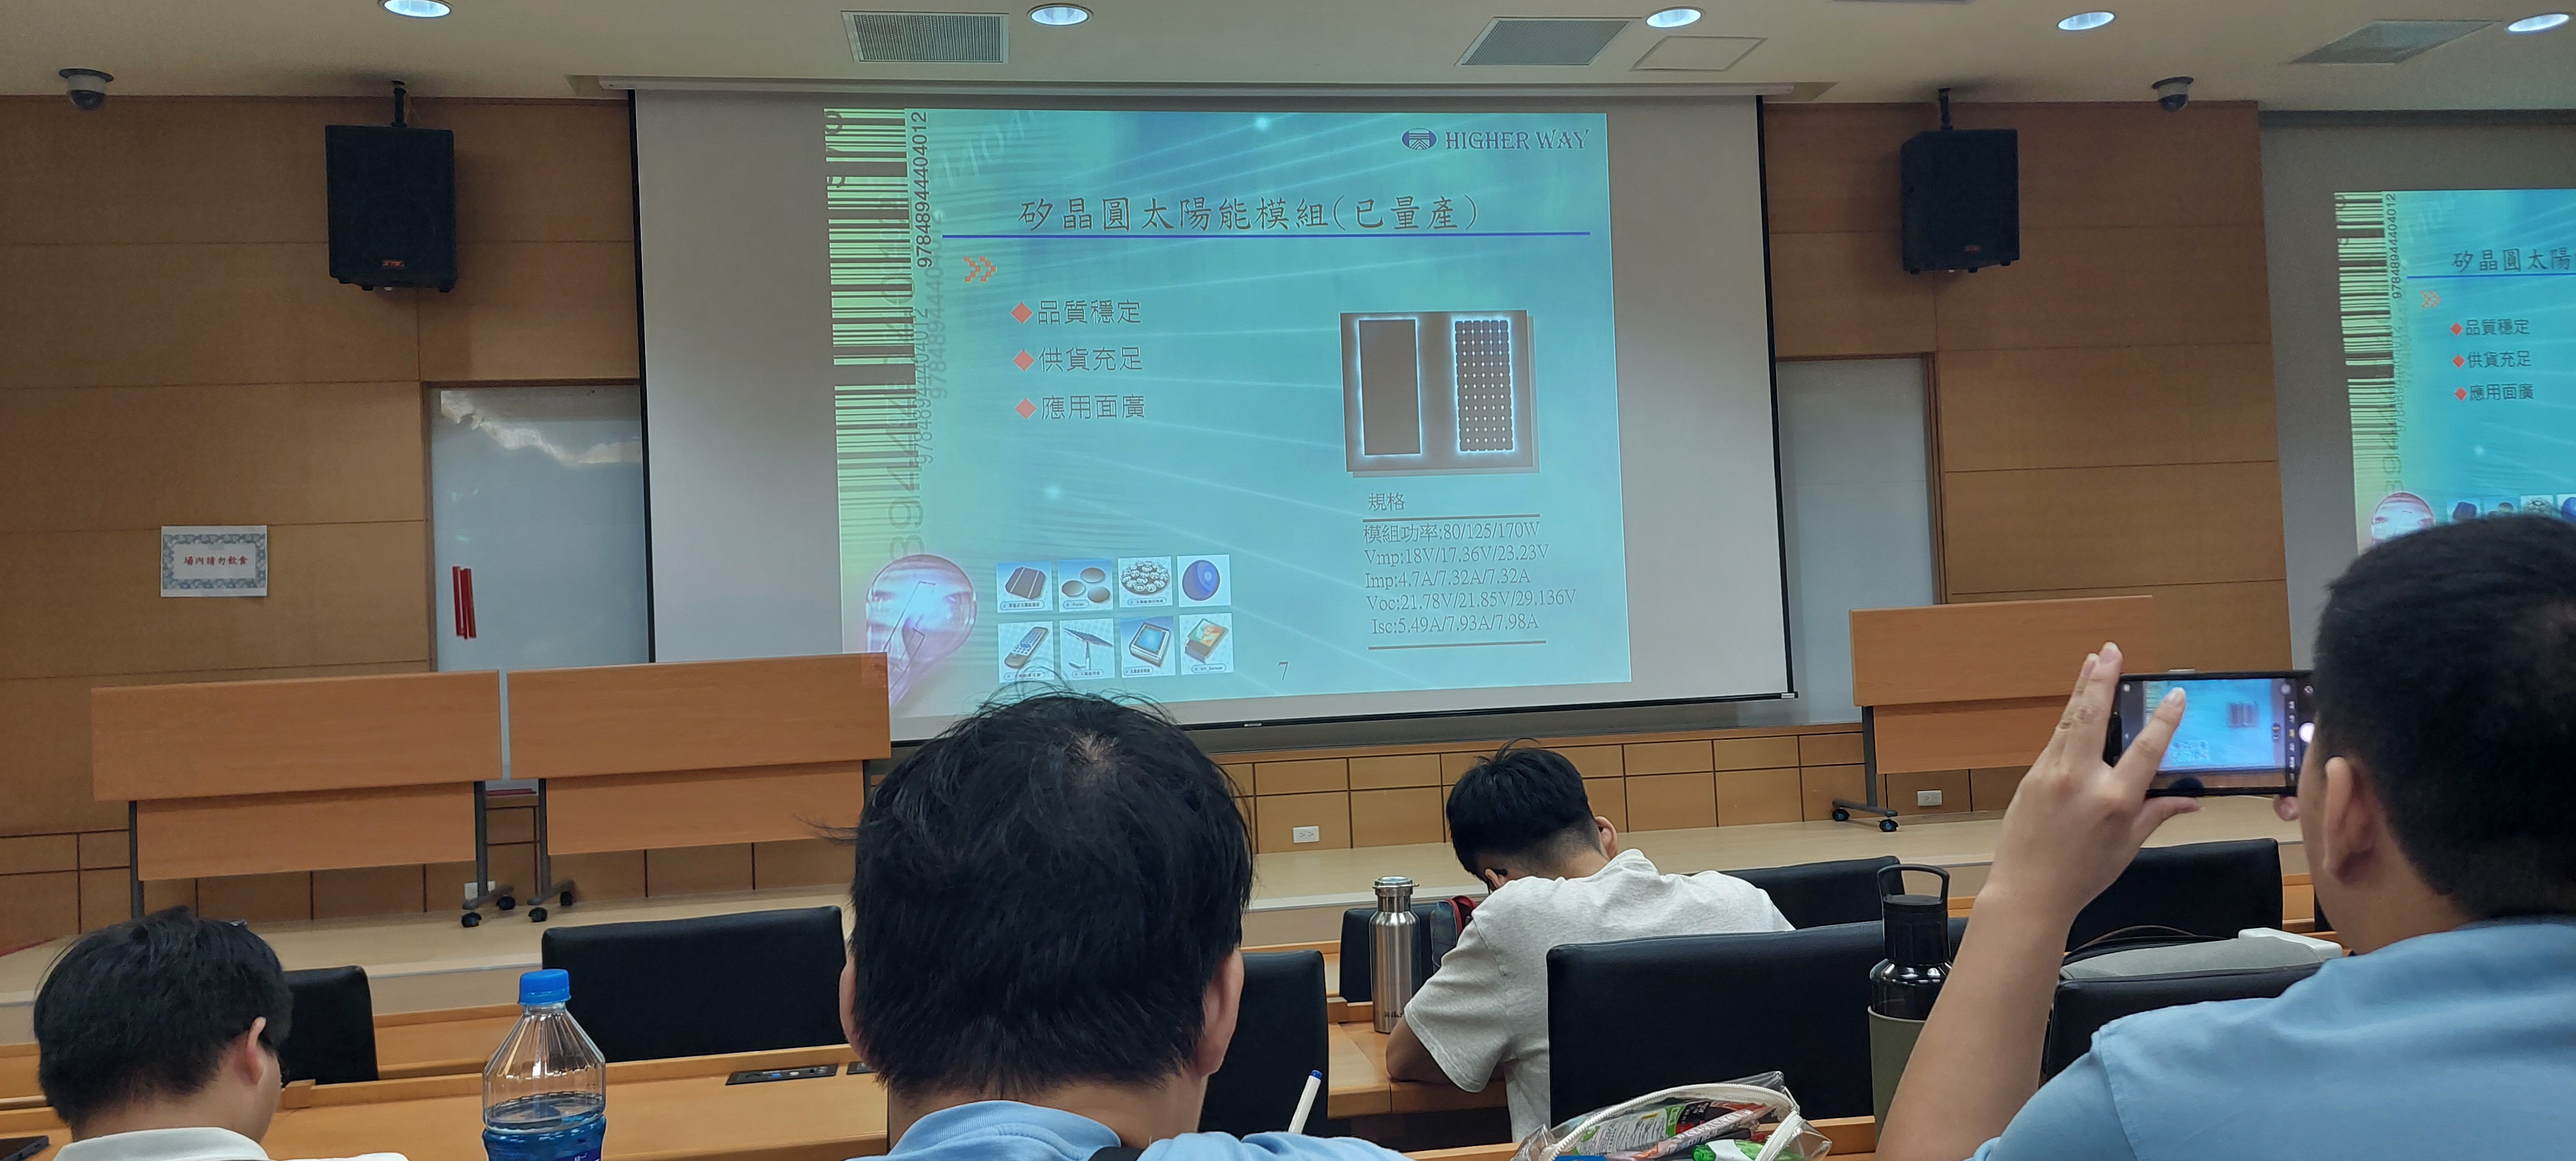 HIGHER WAY
矽晶圓太陽能模組(已量產)
品質穩定
供貨充足
應用面廣
規格
模組功率:80/125/170W
Vmp:18V/17.36V/23.23V
Imp:4.7A/7.32A/7.32A
Voc:21.78V/21.85V/29.136V
Isc:5.49A/7.93A/7.98A
7
9784894440401​2
場內請勿飲食
矽晶圓太陽
品質穩定
供貨充足
應用面廣